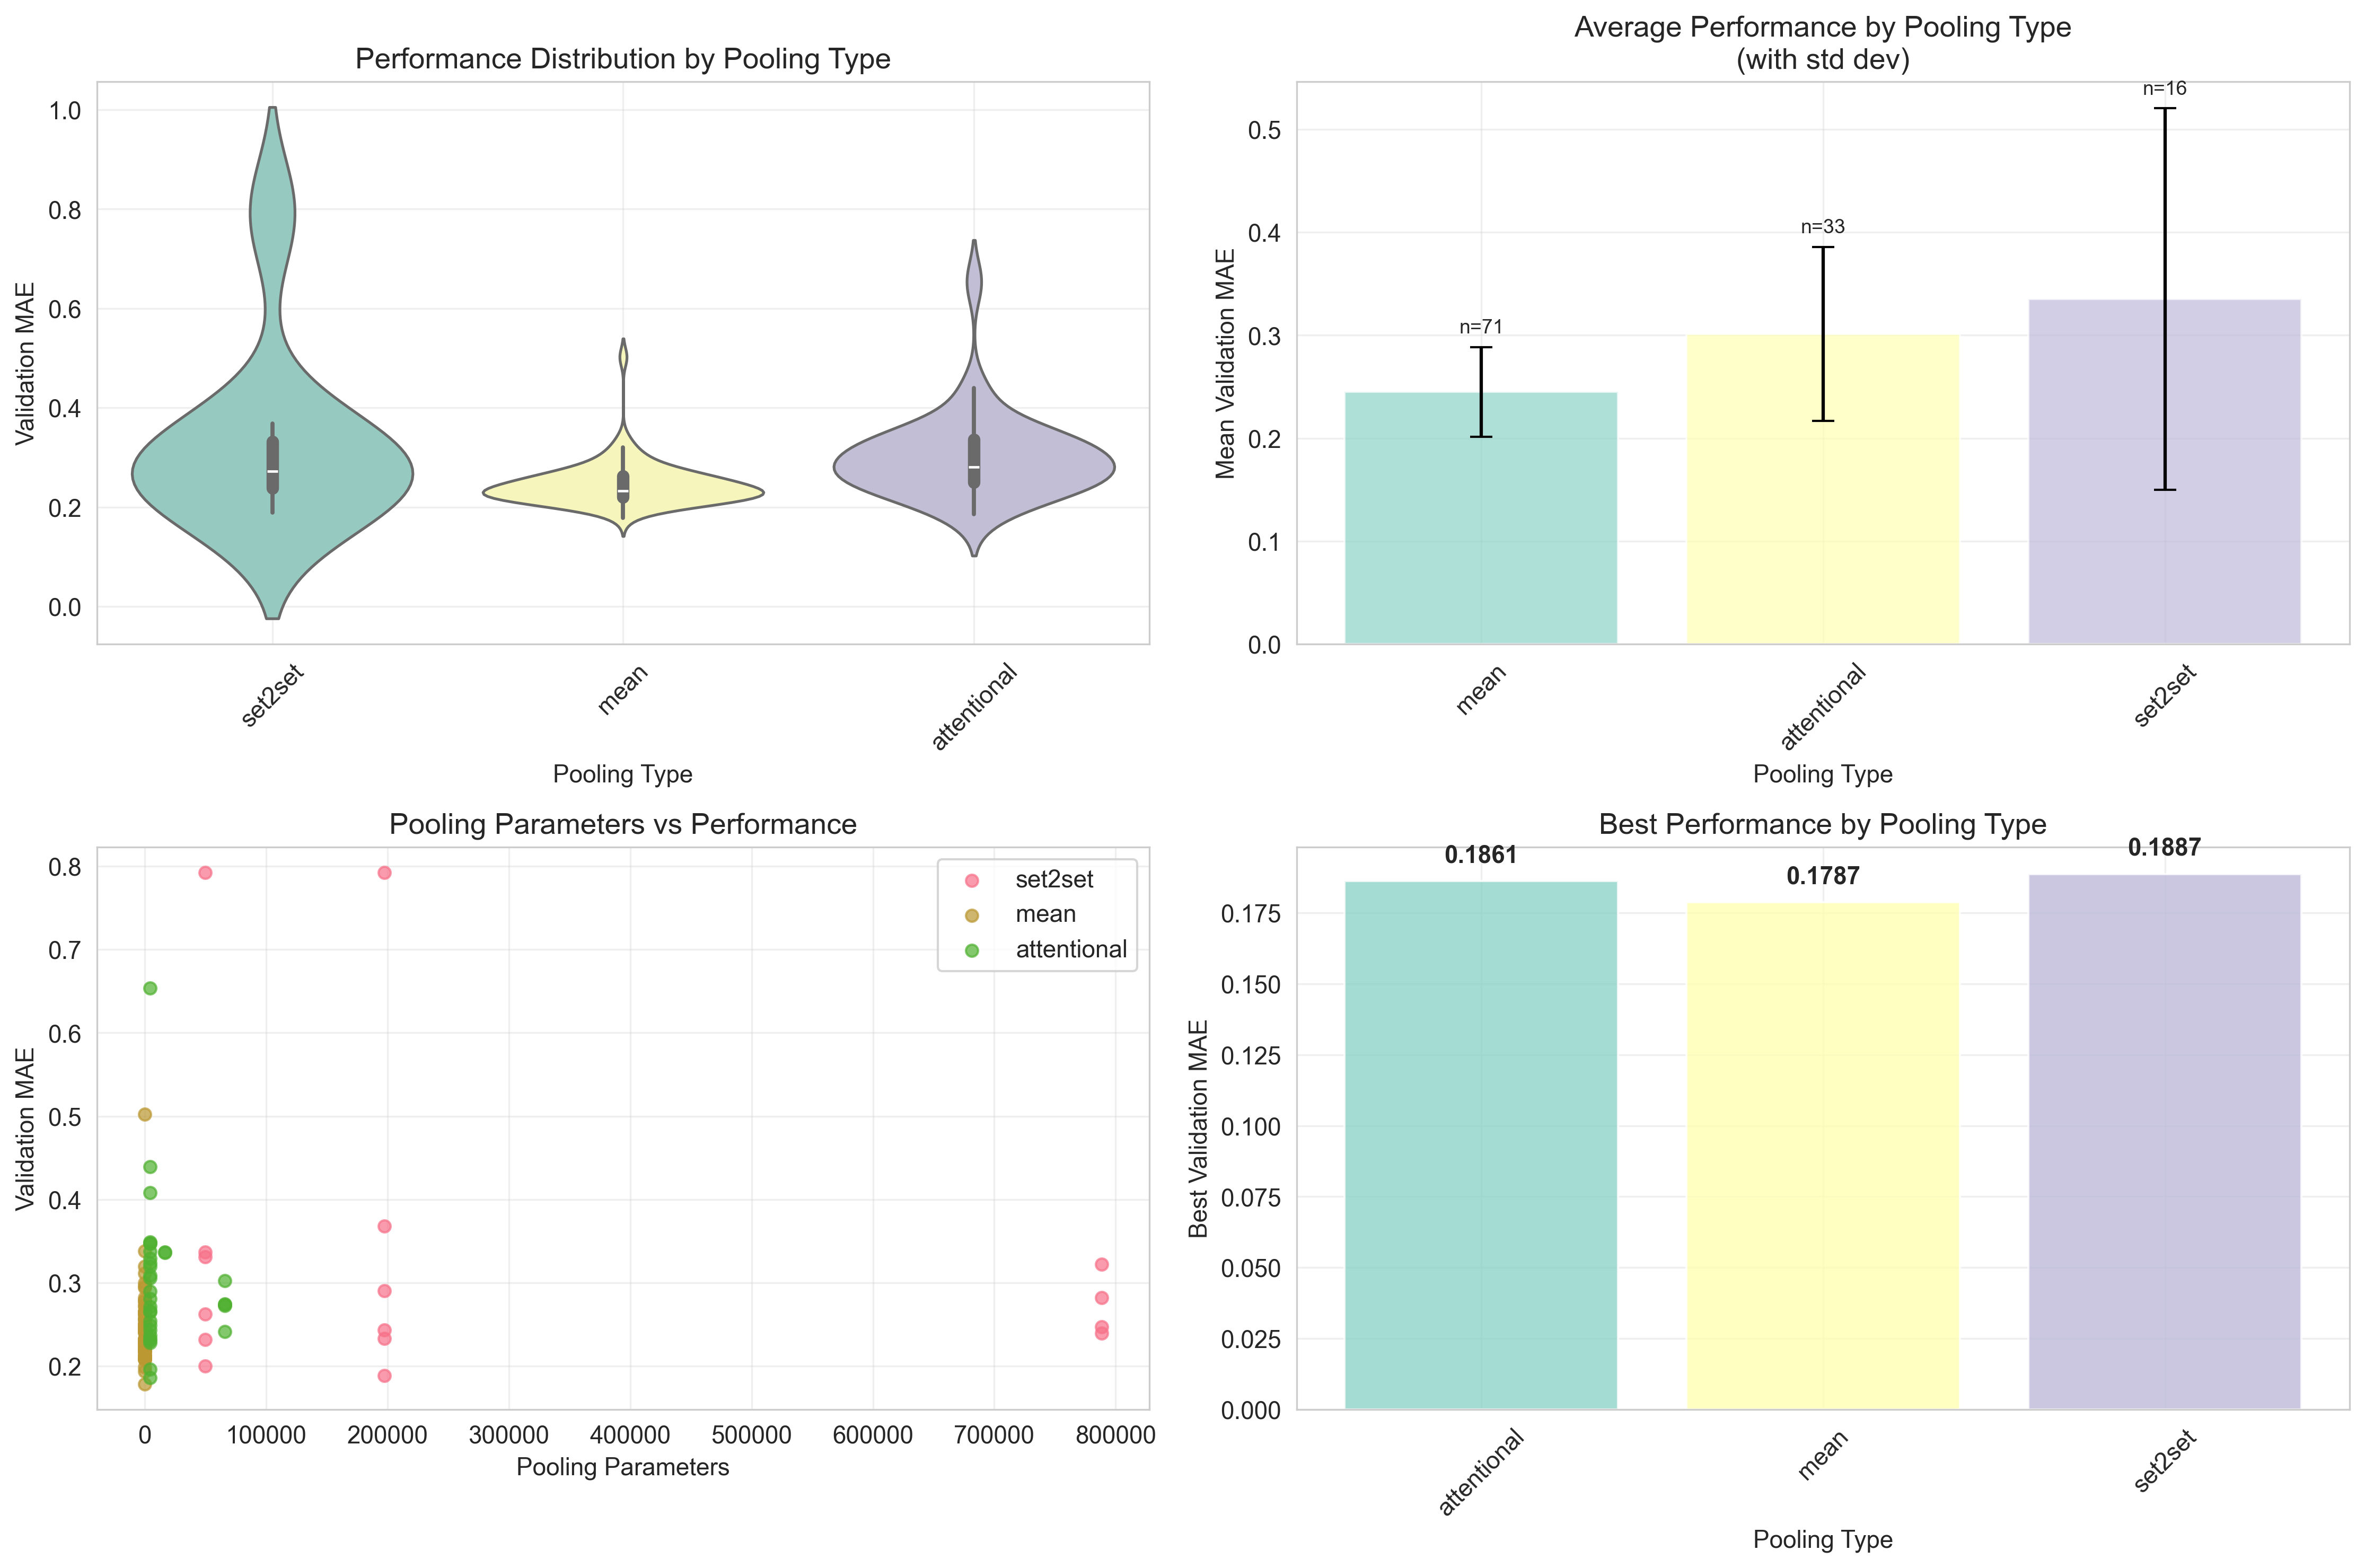 Performance Distribution by Pooling Type
Validation MAE
1.0
0.8
0.6
0.4
0.2
0.0
set2set
mean
attentional
Pooling Type
Average Performance by Pooling Type
(with std dev)
Mean Validation MAE
0.5
0.4
0.3
0.2
0.1
0.0
n=71
n=33
n=16
mean
attentional
set2set
Pooling Type
Pooling Parameters vs Performance
Validation MAE
0.8
0.7
0.6
0.5
0.4
0.3
0.2
set2set
mean
attentional
0 100000 200000 300000 400000 500000 600000 700000 800000
Pooling Parameters
Best Performance by Pooling Type
Best Validation MAE
0.175
0.150
0.125
0.100
0.075
0.050
0.025
0.000
0.1861
0.1787
0.1887
attentional
mean
set2set
Pooling Type